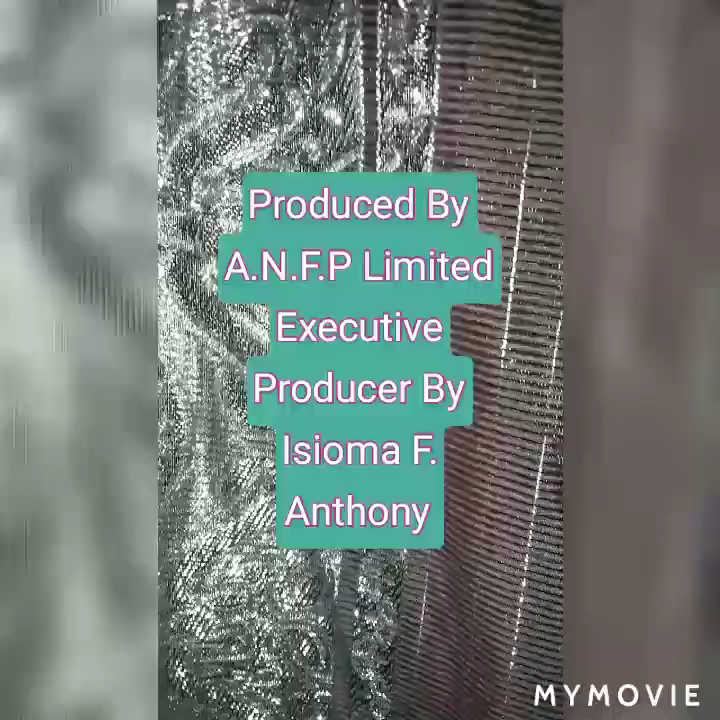 Produced By
A.N.F.P Limited
Executive
Producer By
Isioma F.
Anthony
MYMOVIE